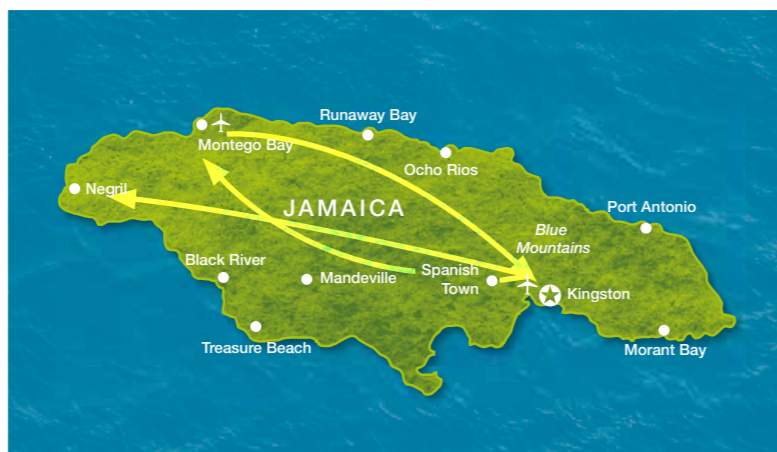 Runaway Bay
Montego Bay
Ocho Rios
Negril
JAMAICA
Port Antonio
Blue
Mountains
Black River
Mandeville
Spanish
Town
Kingston
Treasure Beach
Morant Bay